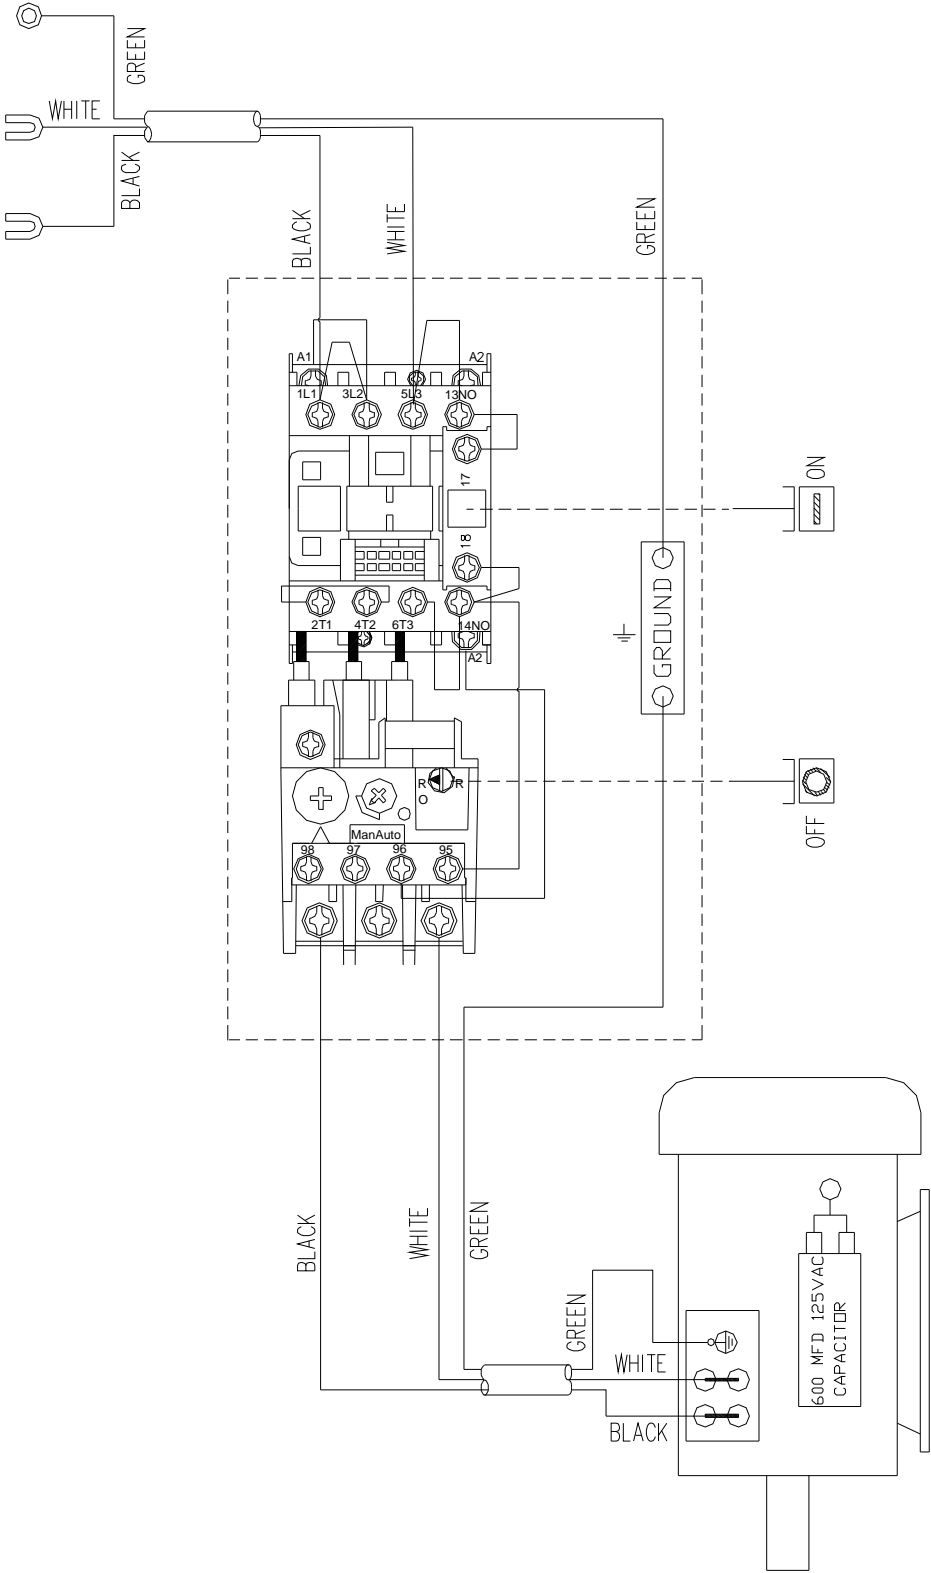 GREEN
WHITE
BLACK
BLACK
WHITE
GREEN
A1
A2
1L1
3L2
5L3
13NO
17
18
ON
2T1
4T2
6T3
14NO
A2
GROUND
R
R
O
OFF
ManAuto
98
97
96
95
BLACK
WHITE
GREEN
GREEN
WHITE
BLACK
600 MFD 125VAC
CAPACITOR